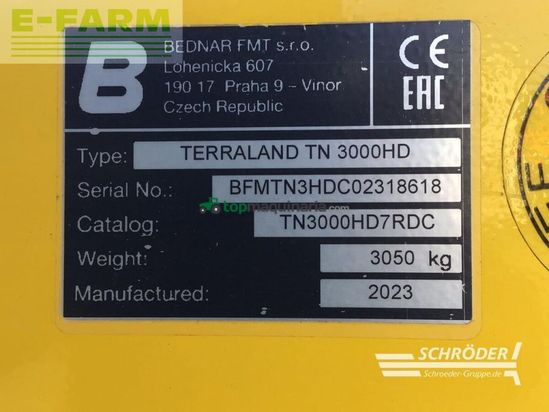 E-FARM
B
BEDNAR FMT s.r.o.
Lohenicka 607
190 17 Praha 9 - Vinor
Czech Republic
CE
EAC
Type: TERRALAND TN 3000HD
Serial No.: BFMTN3HDC02318618
topmaquinaria.com
Catalog: TN3000HD7RDC
Weight: 3050 kg
Manufactured: 2023
SCHRÖDER
Schroeder-Gruppe.de